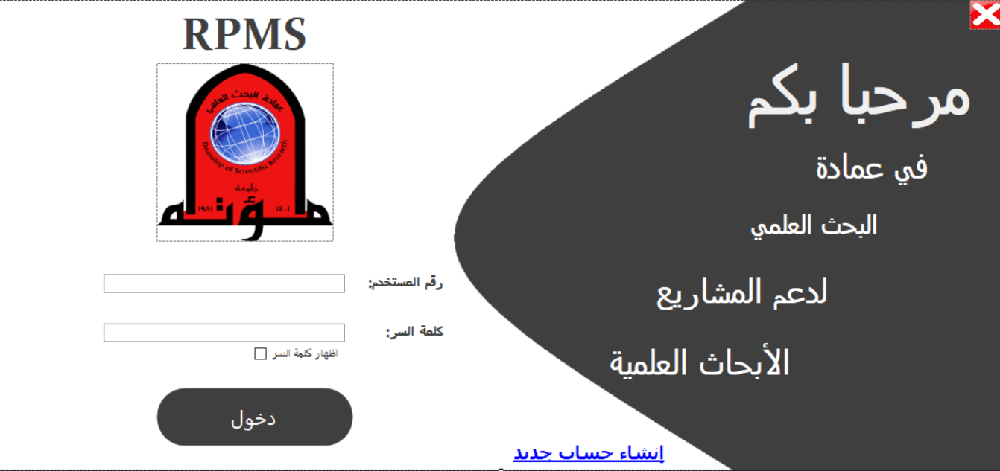 RPMS
عمادة البحث العلمي
Deanship of Scientific Research
جامعة
مؤتة
١٩٨١
١٤٠١
مرحبا بكم
في عمادة
البحث العلمي
لدعم المشاريع
الأبحاث العلمية
رقم المستخدم:
كلمة السر:
اظهار كلمة السر
دخول
إنشاء حساب جديد